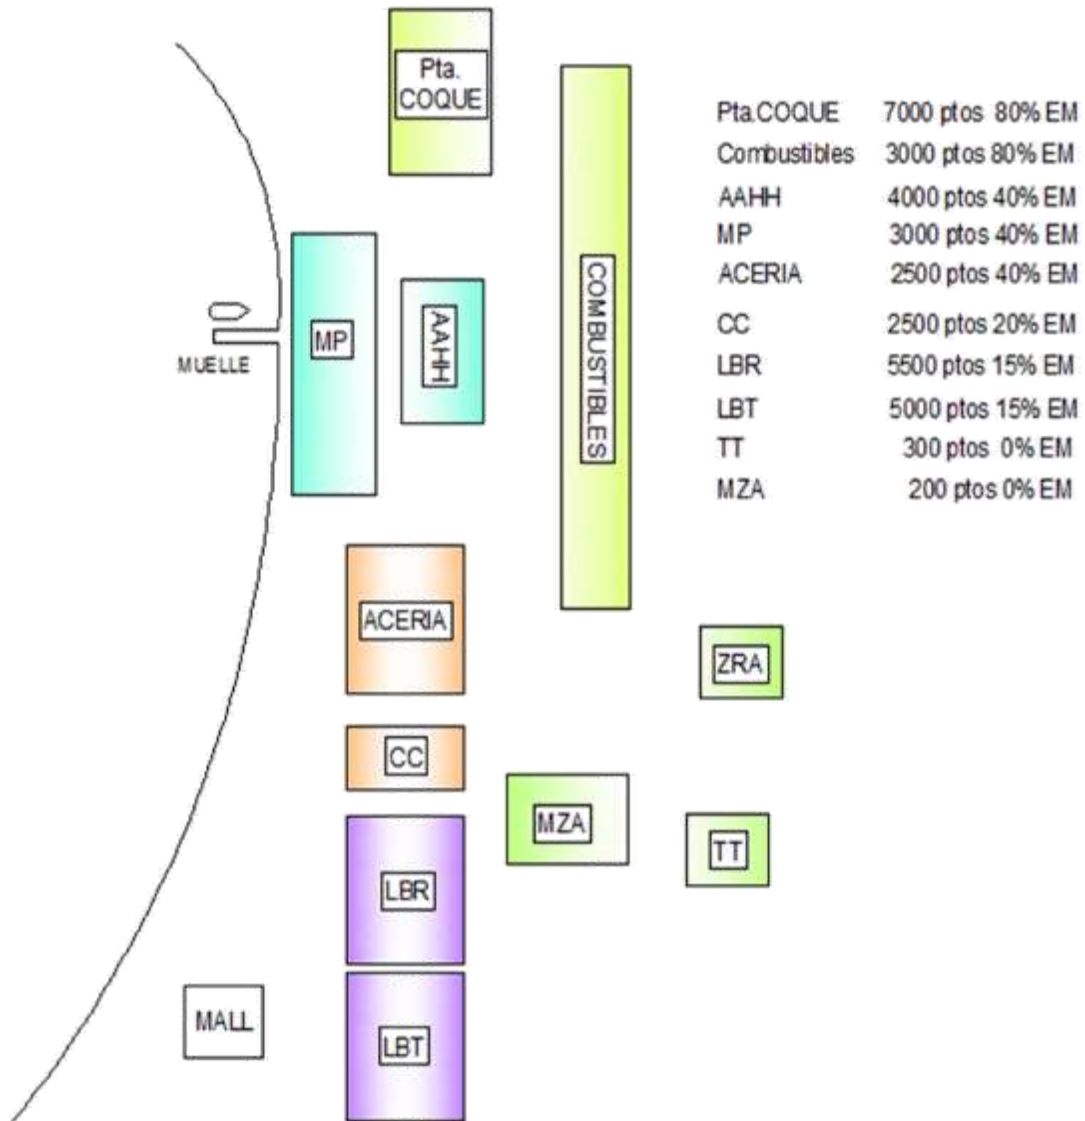 Pta.
COQUE
Pta.COQUE 7000 ptos 80% EM
Combustibles 3000 ptos 80% EM
AAHH 4000 ptos 40% EM
MP 3000 ptos 40% EM
ACERIA 2500 ptos 40% EM
CC 2500 ptos 20% EM
LBR 5500 ptos 15% EM
LBT 5000 ptos 15% EM
TT 300 ptos 0% EM
MZA 200 ptos 0% EM
MP
AAHH
COMBUSTIBLES
MUELLE
ACERIA
ZRA
CC
MZA
TT
LBR
MALL
LBT